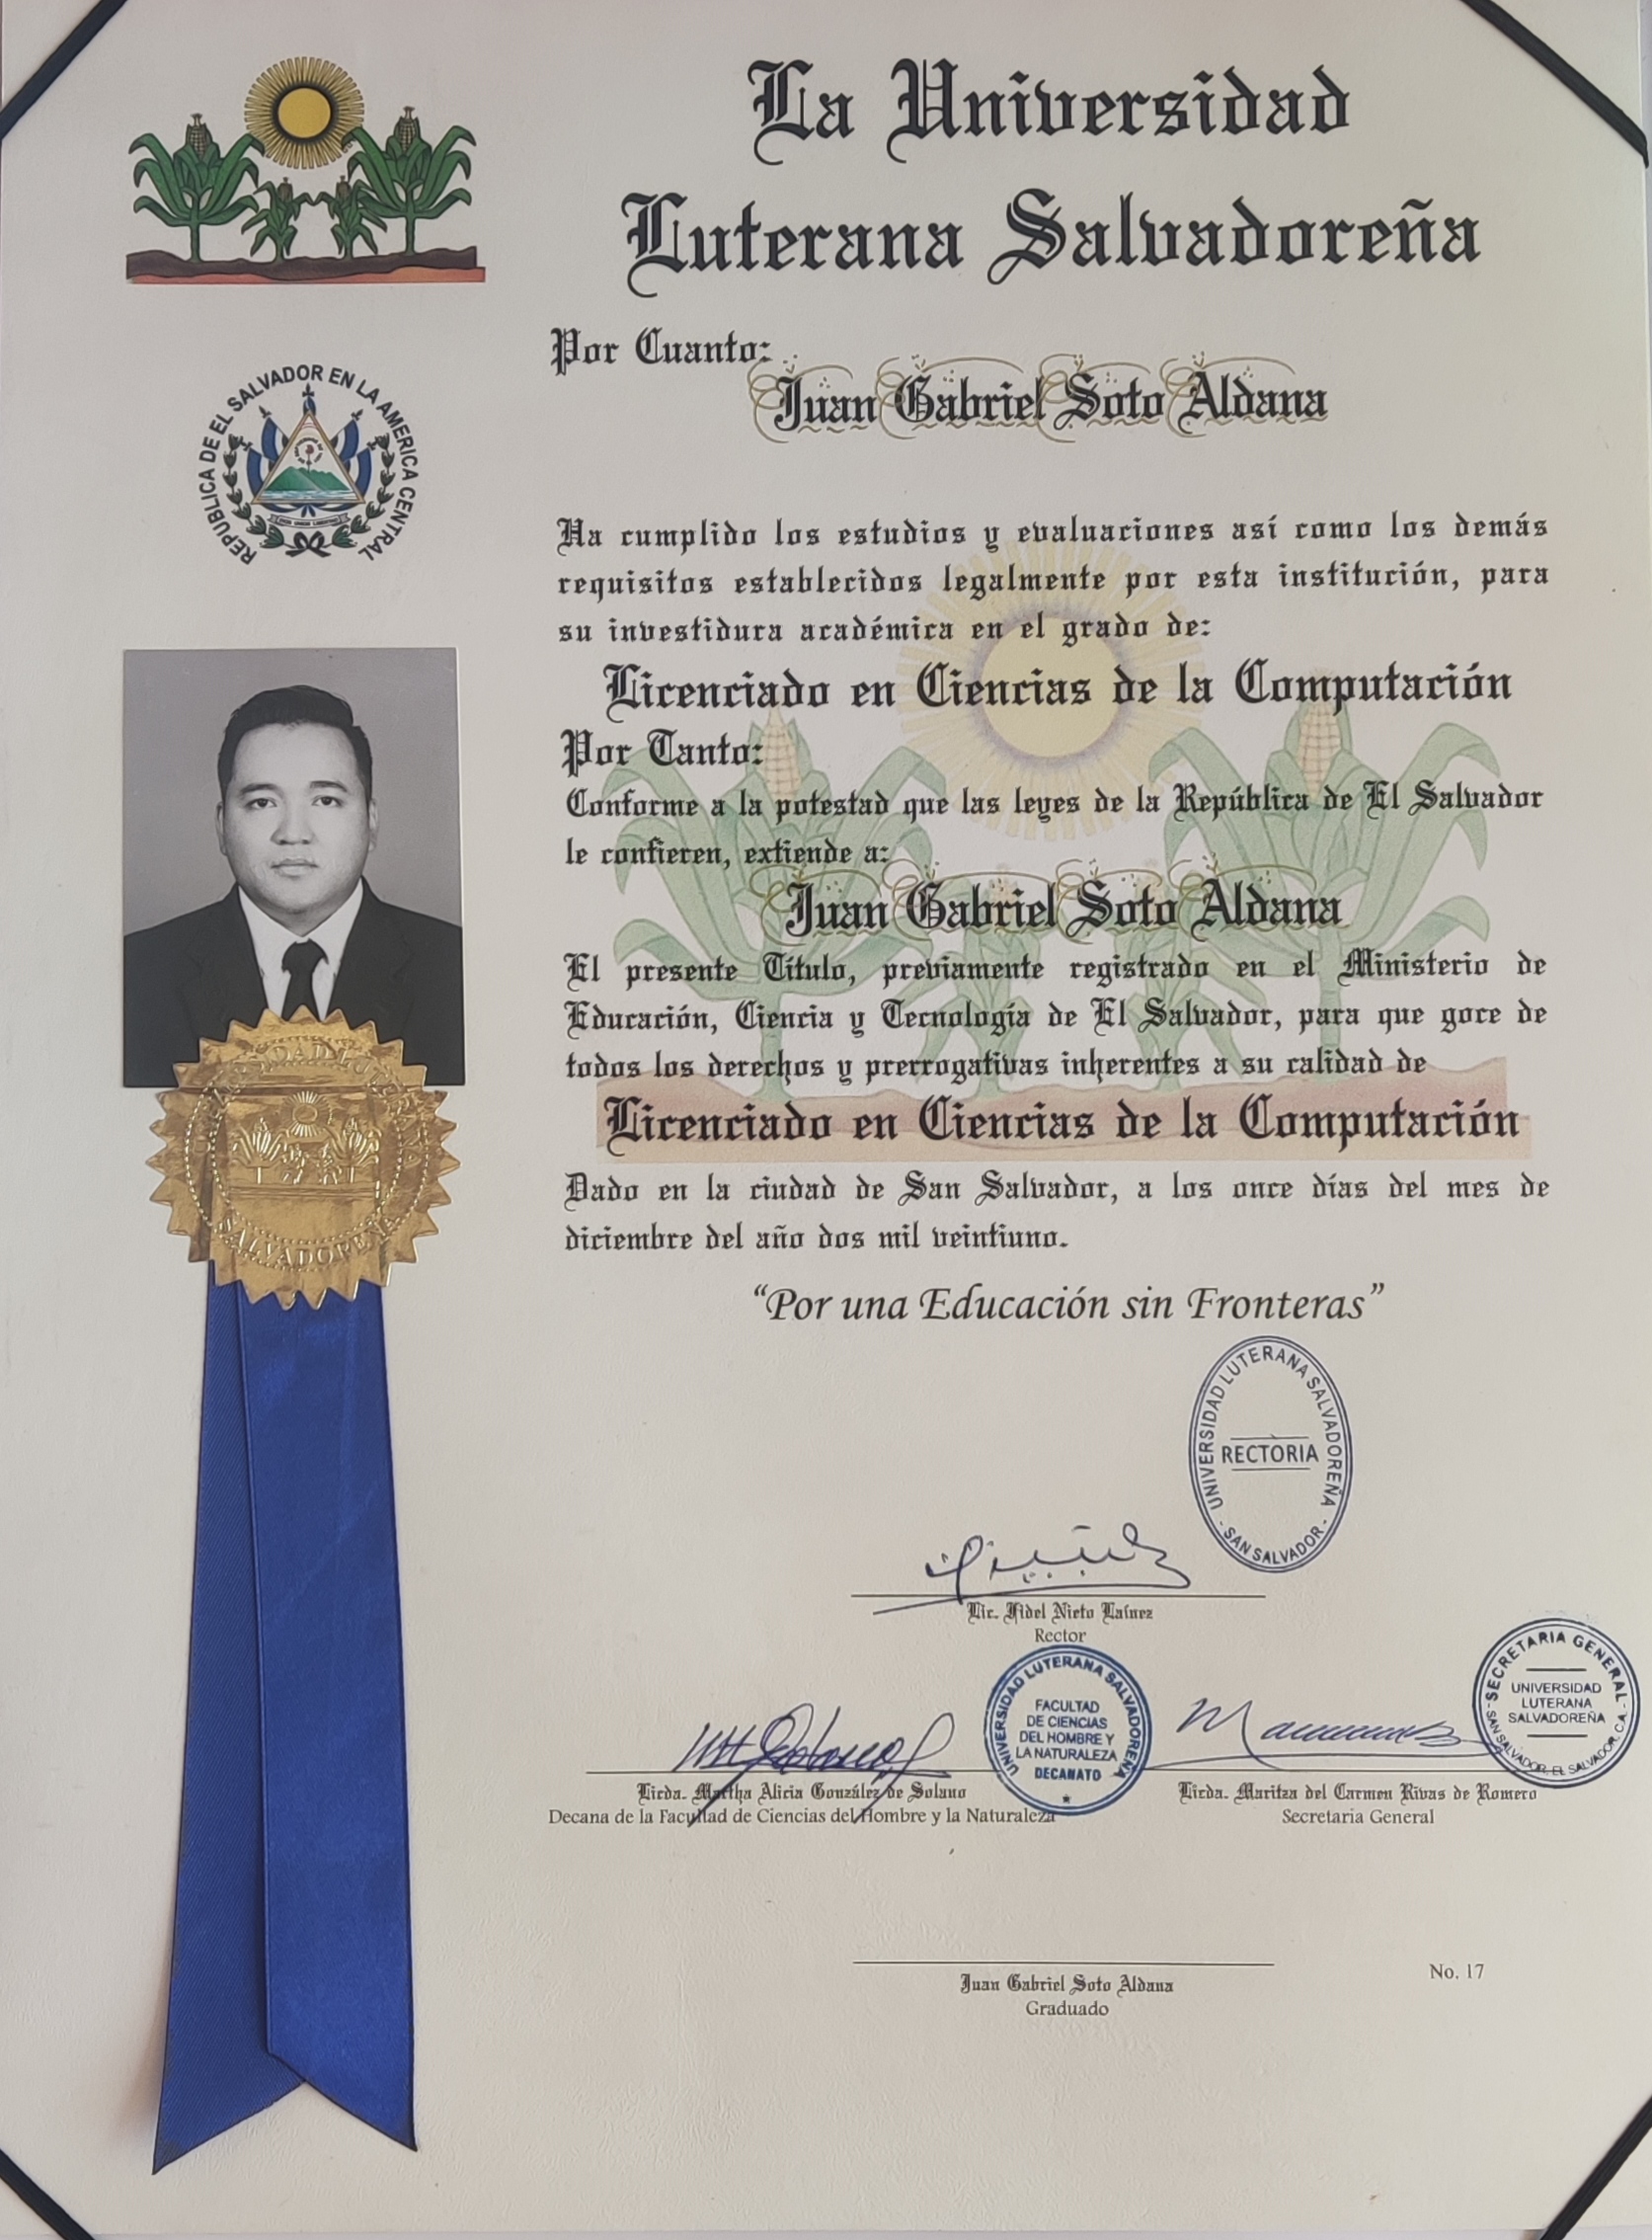 La Universidad
Luterana Salvadoreña
REPUBLICA DE EL SALVADOR EN LA AMERICA CENTRAL
Por Cuanto:
Juan Gabriel Soto Aldana
Ha cumplido los estudios y evaluaciones así como los demás
requisitos establecidos legalmente por esta institución, para
su investidura académica en el grado de:
Licenciado en Ciencias de la Computación
Por Tanto:
Conforme a la potestad que las leyes de la República de El Salvador
le confieren, extiende a:
Juan Gabriel Soto Aldana
El presente Título, previamente registrado en el Ministerio de
Educación, Ciencia y Tecnología de El Salvador, para que goce de
todos los derechos y prerrogativas inherentes a su calidad de
Licenciado en Ciencias de la Computación
Dado en la ciudad de San Salvador, a los once días del mes de
diciembre del año dos mil veintiuno.
SALVADOREÑA
"Por una Educación sin Fronteras"
UNIVERSIDAD LUTERANA SALVADOREÑA
RECTORIA
- SAN SALVADOR -
Lic. Fidel Nieto Laínez
Rector
UNIVERSIDAD LUTERANA SALVADOREÑA
FACULTAD
DE CIENCIAS
DEL HOMBRE Y
LA NATURALEZA
DECANATO
SECRETARIA GENERAL
UNIVERSIDAD
LUTERANA
SALVADOREÑA
SAN SALVADOR, EL SALVADOR, C.A.
Licda. Martha Alicia González de Solano
Decana de la Facultad de Ciencias del Hombre y la Naturaleza
Licda. Maritza del Carmen Rivas de Romero
Secretaria General
No. 17
Juan Gabriel Soto Aldana
Graduado